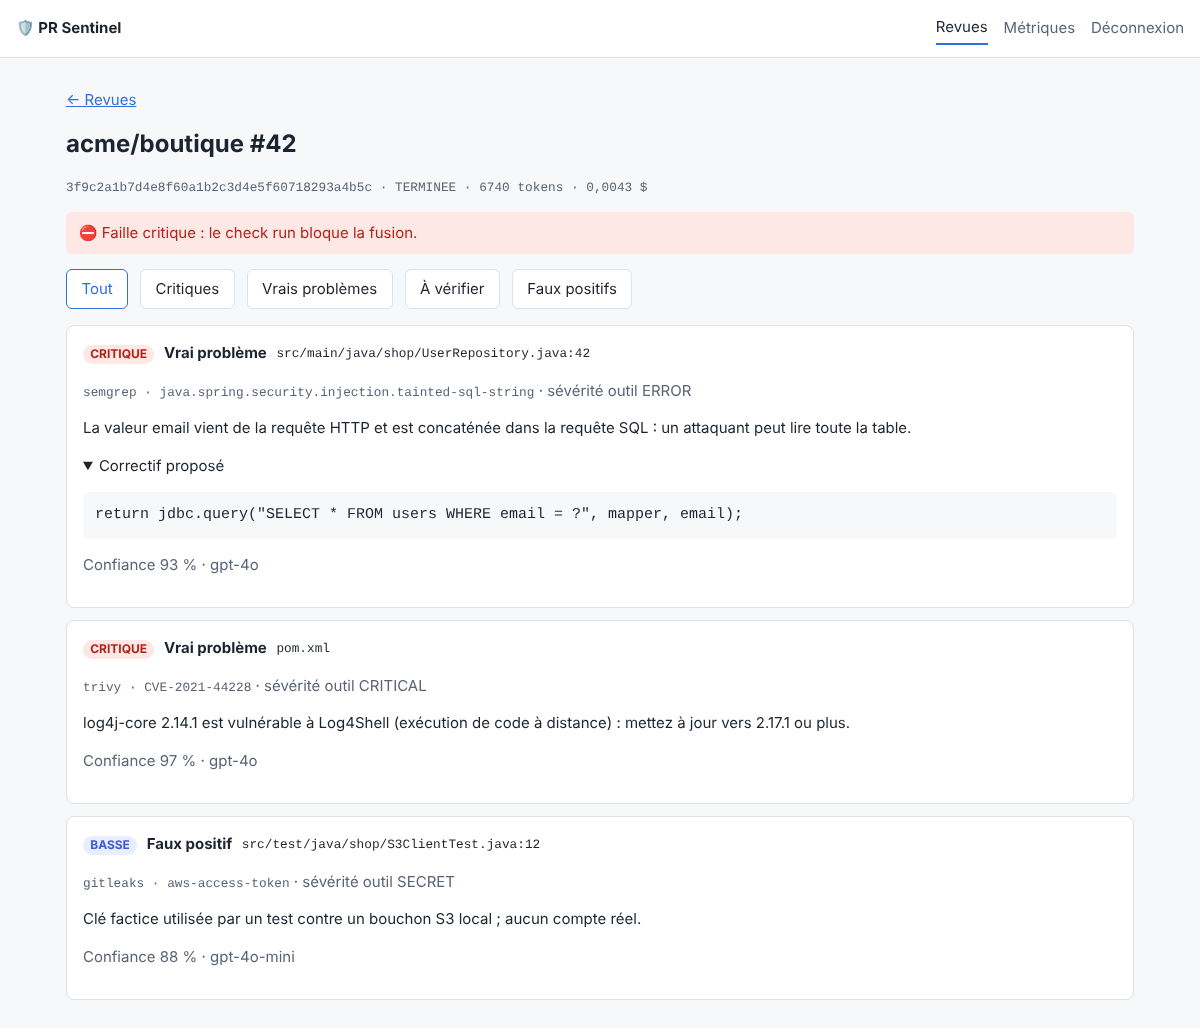 🛡️ PR Sentinel
Revues Métriques Déconnexion
← Revues
acme/boutique #42
3f9c2a1b7d4e8f60a1b2c3d4e5f60718293a4b5c · TERMINEE · 6740 tokens · 0,0043 $
⛔ Faille critique : le check run bloque la fusion.
Tout Critiques Vrais problèmes À vérifier Faux positifs
CRITIQUE Vrai problème src/main/java/shop/UserRepository.java:42
semgrep · java.spring.security.injection.tainted-sql-string · sévérité outil ERROR
La valeur email vient de la requête HTTP et est concaténée dans la requête SQL : un attaquant peut lire toute la table.
▼ Correctif proposé
return jdbc.query("SELECT * FROM users WHERE email = ?", mapper, email);
Confiance 93 % · gpt-4o
CRITIQUE Vrai problème pom.xml
trivy · CVE-2021-44228 · sévérité outil CRITICAL
log4j-core 2.14.1 est vulnérable à Log4Shell (exécution de code à distance) : mettez à jour vers 2.17.1 ou plus.
Confiance 97 % · gpt-4o
BASSE Faux positif src/test/java/shop/S3ClientTest.java:12
gitleaks · aws-access-token · sévérité outil SECRET
Clé factice utilisée par un test contre un bouchon S3 local ; aucun compte réel.
Confiance 88 % · gpt-4o-mini